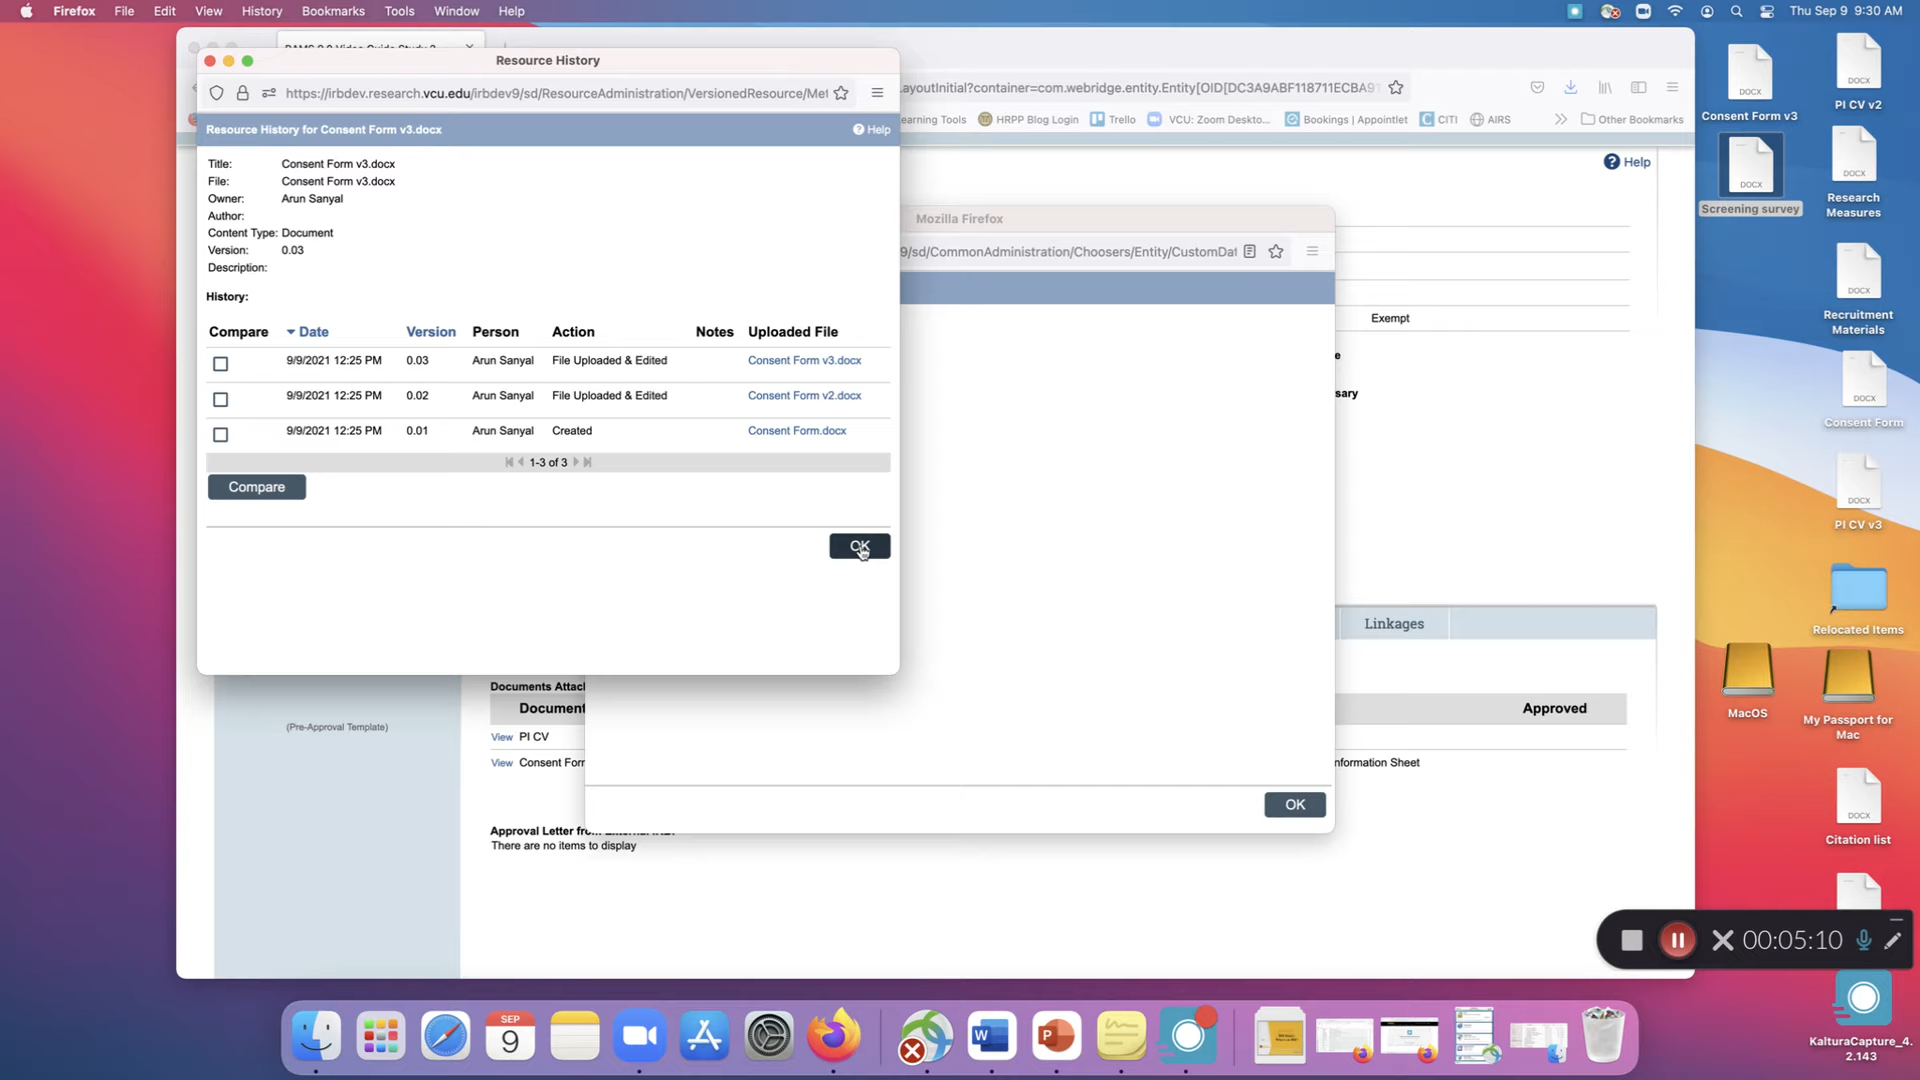 Firefox File Edit View History Bookmarks Tools Window Help
Thu Sep 9 9:30 AM
Resource History
https://irbdev.research.vcu.edu/irbdev9/sd/ResourceAdministration/VersionedResource/Met
ayoutInitial?container=com.webridge.entity.Entity[OID[DC3A9ABF118711ECBA91
earning Tools HRPP Blog Login Trello VCU: Zoom Deskto... Bookings | Appointlet CITI AIRS Other Bookmarks
Resource History for Consent Form v3.docx
Help
Help
Title: Consent Form v3.docx
File: Consent Form v3.docx
Owner: Arun Sanyal
Author:
Content Type: Document
Version: 0.03
Description:
History:
Compare Date Version Person Action Notes Uploaded File
9/9/2021 12:25 PM 0.03 Arun Sanyal File Uploaded & Edited Consent Form v3.docx
9/9/2021 12:25 PM 0.02 Arun Sanyal File Uploaded & Edited Consent Form v2.docx
9/9/2021 12:25 PM 0.01 Arun Sanyal Created Consent Form.docx
1-3 of 3
Compare
OK
Mozilla Firefox
9/sd/CommonAdministration/Choosers/Entity/CustomDat
Exempt
e
sary
Linkages
(Pre-Approval Template)
Documents Attac
Document
Approved
View PI CV
View Consent For
nformation Sheet
OK
Approval Letter fr
There are no items to display
DOCX
Consent Form v3
DOCX
PI CV v2
DOCX
Screening survey
DOCX
Research
Measures
DOCX
Recruitment
Materials
DOCX
Consent Form
DOCX
PI CV v3
Relocated Items
MacOS
My Passport for
Mac
DOCX
Citation list
00:05:10
KalturaCapture_4.
2.143
SEP
9
W
P